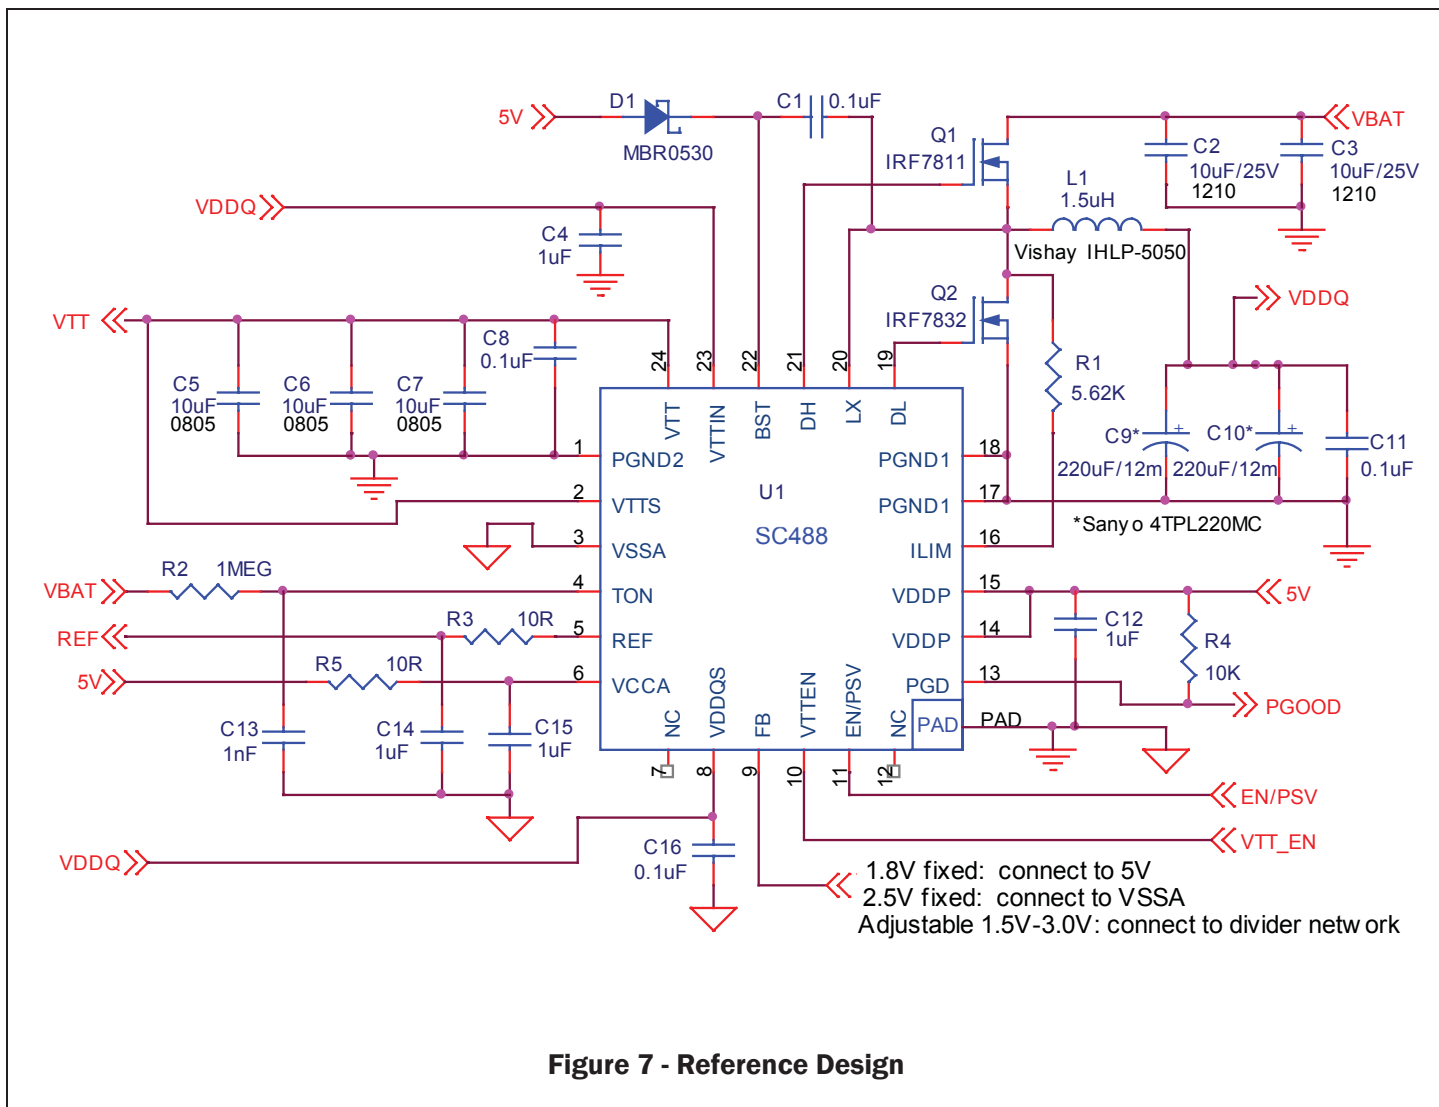 5V
D1
MBR0530
C1
0.1uF
Q1
IRF7811
VBAT
C2
10uF/25V
1210
C3
10uF/25V
1210
L1
1.5uH
Vishay IHLP-5050
VDDQ
C4
1uF
Q2
IRF7832
VDDQ
VTT
C8
0.1uF
C5
10uF
0805
C6
10uF
0805
C7
10uF
0805
24
23
22
21
20
19
VTT
VTTIN
BST
DH
LX
DL
R1
5.62K
C9*
220uF/12m
C10*
220uF/12m
C11
0.1uF
*Sanyo 4TPL220MC
1
PGND2
2
VTTS
3
VSSA
4
TON
5
REF
6
VCCA
U1
SC488
PGND1
18
PGND1
17
ILIM
16
VDDP
15
VDDP
14
PGD
13
PAD
PAD
VBAT
R2
1MEG
REF
R3
10R
5V
R5
10R
C13
1nF
C14
1uF
C15
1uF
5V
C12
1uF
R4
10K
PGOOD
NC
VDDQS
FB
VTTEN
EN/PSV
NC
7
8
9
10
11
12
EN/PSV
VTT_EN
VDDQ
C16
0.1uF
1.8V fixed: connect to 5V
2.5V fixed: connect to VSSA
Adjustable 1.5V-3.0V: connect to divider network
Figure 7 - Reference Design